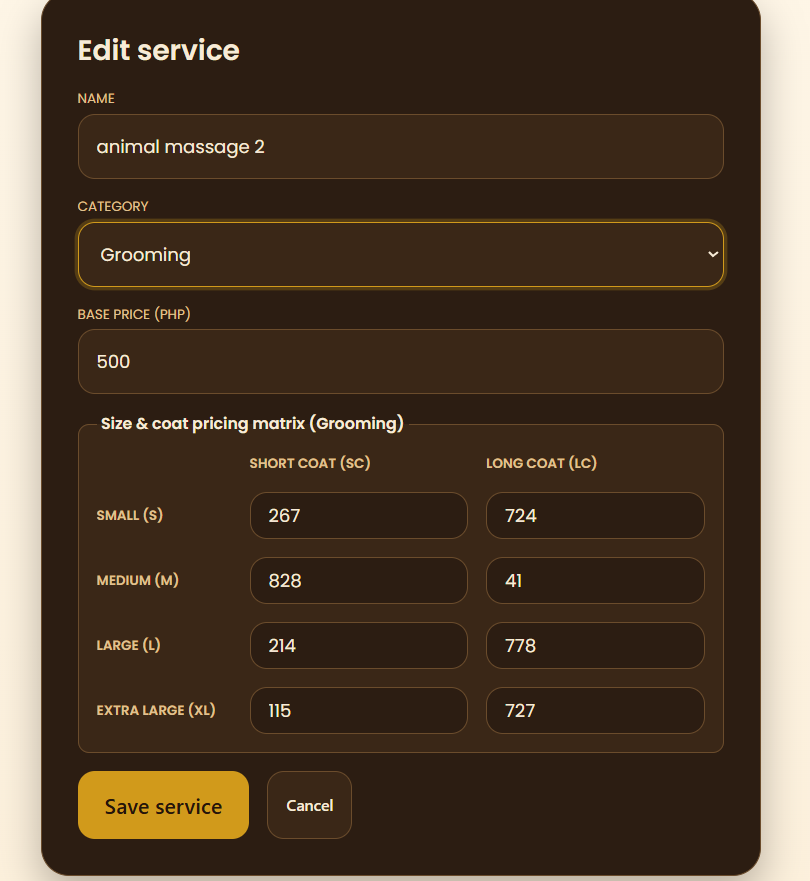 Edit service
NAME
animal massage 2
CATEGORY
Grooming
BASE PRICE (PHP)
500
Size & coat pricing matrix (Grooming)
SHORT COAT (SC) LONG COAT (LC)
SMALL (S) 267 724
MEDIUM (M) 828 41
LARGE (L) 214 778
EXTRA LARGE (XL) 115 727
Save service Cancel